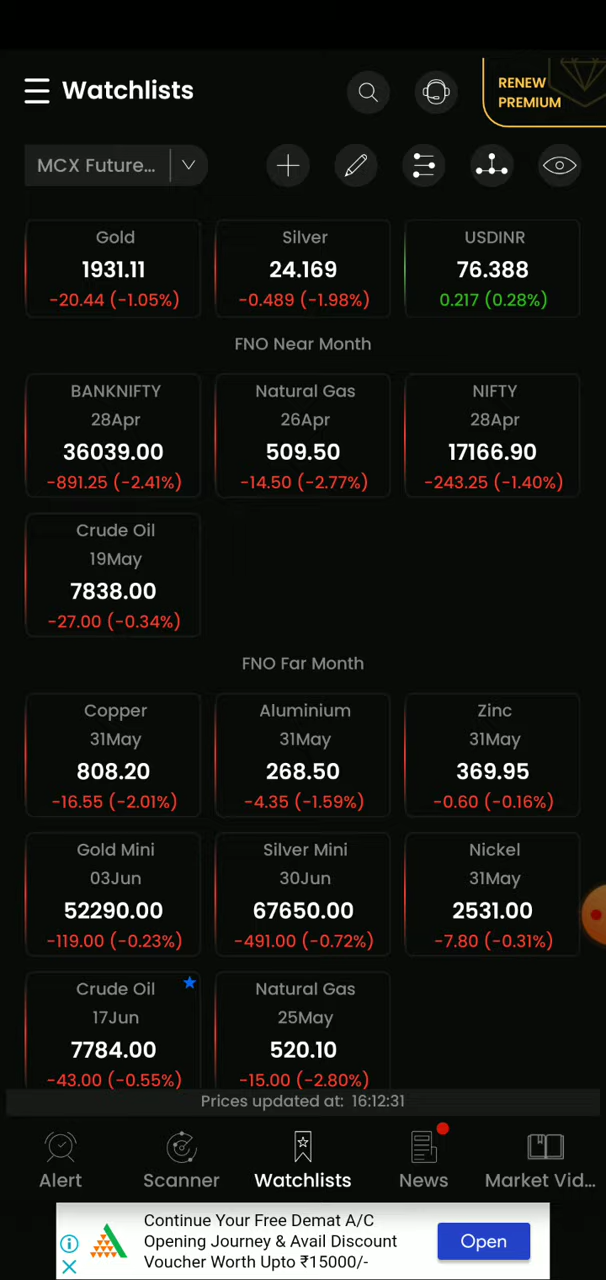 Watchlists
RENEW
PREMIUM
MCX Future...
Gold
1931.11
-20.44 (-1.05%)
Silver
24.169
-0.489 (-1.98%)
USDINR
76.388
0.217 (0.28%)
FNO Near Month
BANKNIFTY
28Apr
36039.00
-891.25 (-2.41%)
Natural Gas
26Apr
509.50
-14.50 (-2.77%)
NIFTY
28Apr
17166.90
-243.25 (-1.40%)
Crude Oil
19May
7838.00
-27.00 (-0.34%)
FNO Far Month
Copper
31May
808.20
-16.55 (-2.01%)
Aluminium
31May
268.50
-4.35 (-1.59%)
Zinc
31May
369.95
-0.60 (-0.16%)
Gold Mini
03Jun
52290.00
-119.00 (-0.23%)
Silver Mini
30Jun
67650.00
-491.00 (-0.72%)
Nickel
31May
2531.00
-7.80 (-0.31%)
Crude Oil
17Jun
7784.00
-43.00 (-0.55%)
Natural Gas
25May
520.10
-15.00 (-2.80%)
Prices updated at: 16:12:31
Alert
Scanner
Watchlists
News
Market Vid...
Continue Your Free Demat A/C
Opening Journey & Avail Discount
Voucher Worth Upto ₹15000/-
Open